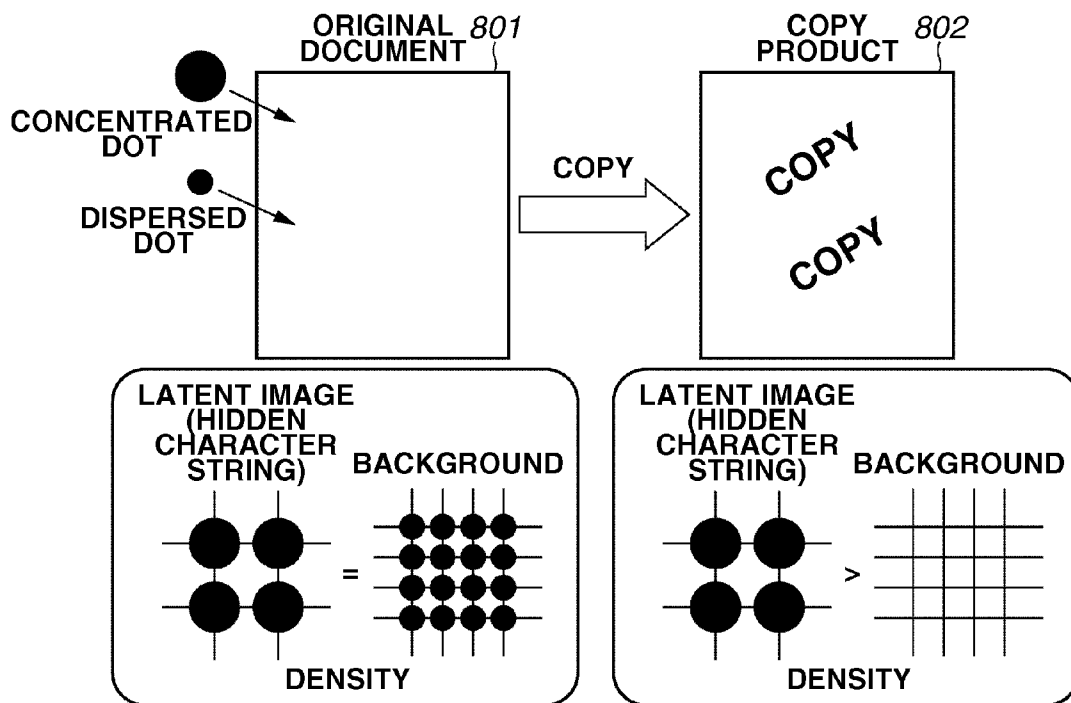 ORIGINAL
DOCUMENT
801
COPY
PRODUCT
802
CONCENTRATED
DOT
DISPERSED
DOT
COPY
COPY
COPY
LATENT IMAGE
(HIDDEN
CHARACTER
STRING)
BACKGROUND
=
DENSITY
LATENT IMAGE
(HIDDEN
CHARACTER
STRING)
BACKGROUND
>
DENSITY